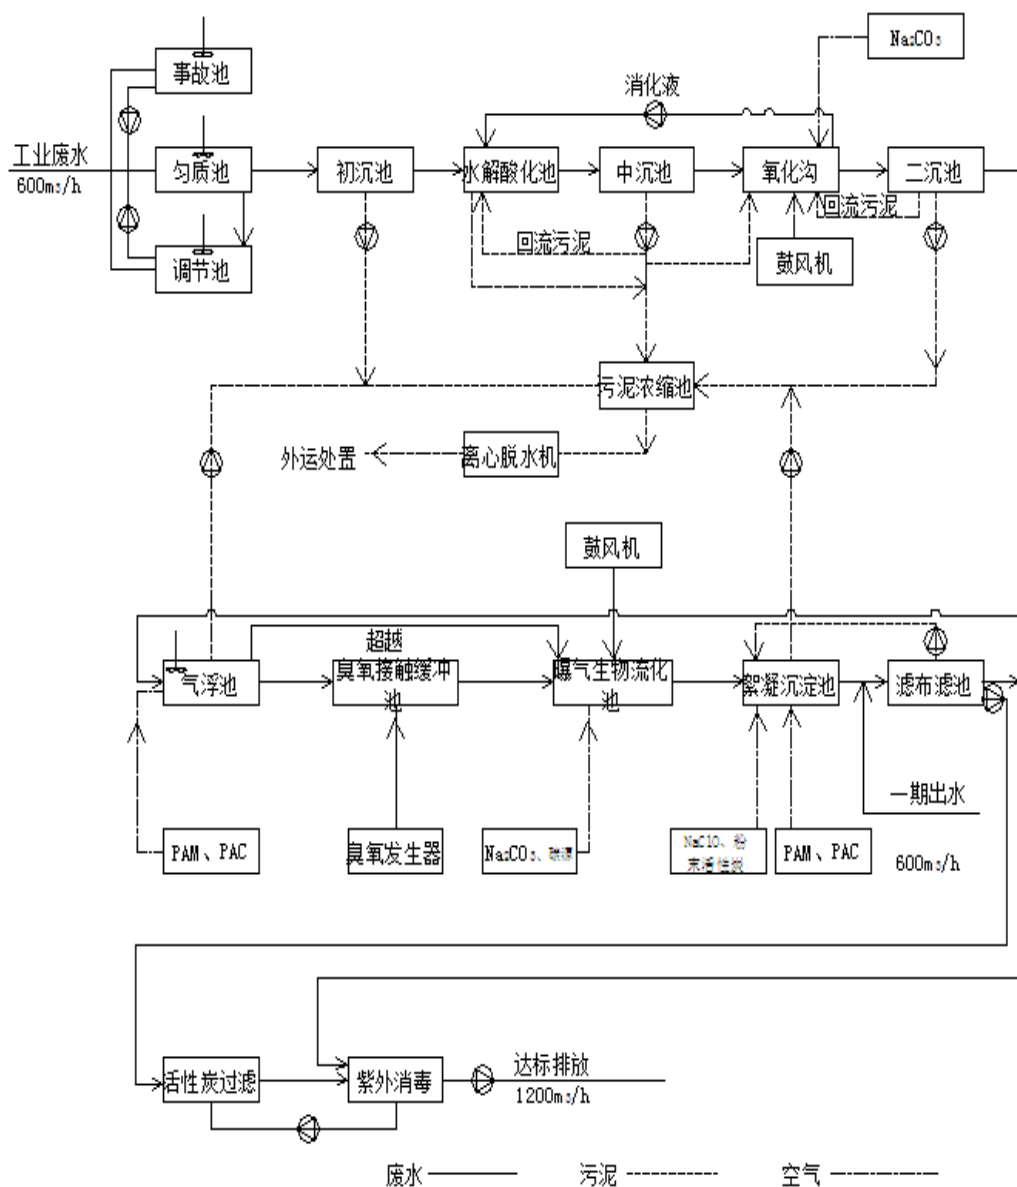 Na₂CO₃
事故池
消化液
工业废水
600m³/h
匀质池
初沉池
水解酸化池
中沉池
氧化沟
二沉池
回流污泥
回流污泥
调节池
鼓风机
污泥浓缩池
外运处置
离心脱水机
鼓风机
超越
气浮池
臭氧接触缓冲
池
曝气生物流化
池
絮凝沉淀池
滤布滤池
一期出水
PAM、PAC
臭氧发生器
Na₂CO₃、碳源
NaClO、粉
末活性炭
PAM、PAC
600m³/h
活性炭过滤
紫外消毒
达标排放
1200m³/h
废水
污泥
空气